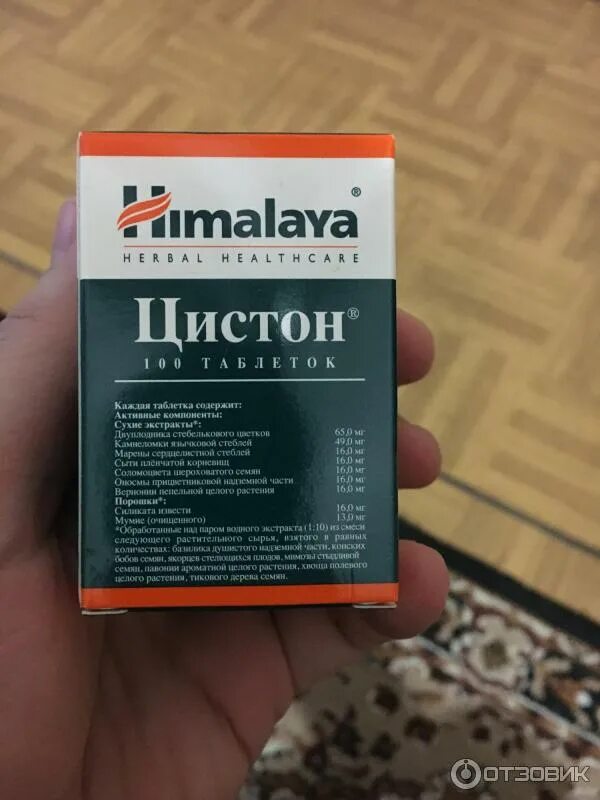 Himalaya®
HERBAL HEALTHCARE
Цистон®
100 ТАБЛЕТОК
Каждая таблетка содержит:
Активные компоненты:
Сухие экстракты*:
Двуплодника стебелькового цветков 65,0 мг
Камнеломки язычковой стеблей 49,0 мг
Марены сердцелистной стеблей 16,0 мг
Сыти плёнчатой корневищ 16,0 мг
Соломоцвета шероховатого семян 16,0 мг
Оносмы прицветниковой надземной части 16,0 мг
Вернонии пепельной целого растения 16,0 мг
Порошки*:
Силиката извести 16,0 мг
Мумие (очищенного) 13,0 мг
*Обработанные над паром водного экстракта (1:10) из смеси
следующего растительного сырья, взятого в равных
количествах: базилика душистого надземной части, конских
бобов семян, якорцев стелющихся плодов, мимозы стыдливой
семян, павонии ароматной целого растения, хвоща полевого
целого растения, тикового дерева семян.
ОТЗОВИК